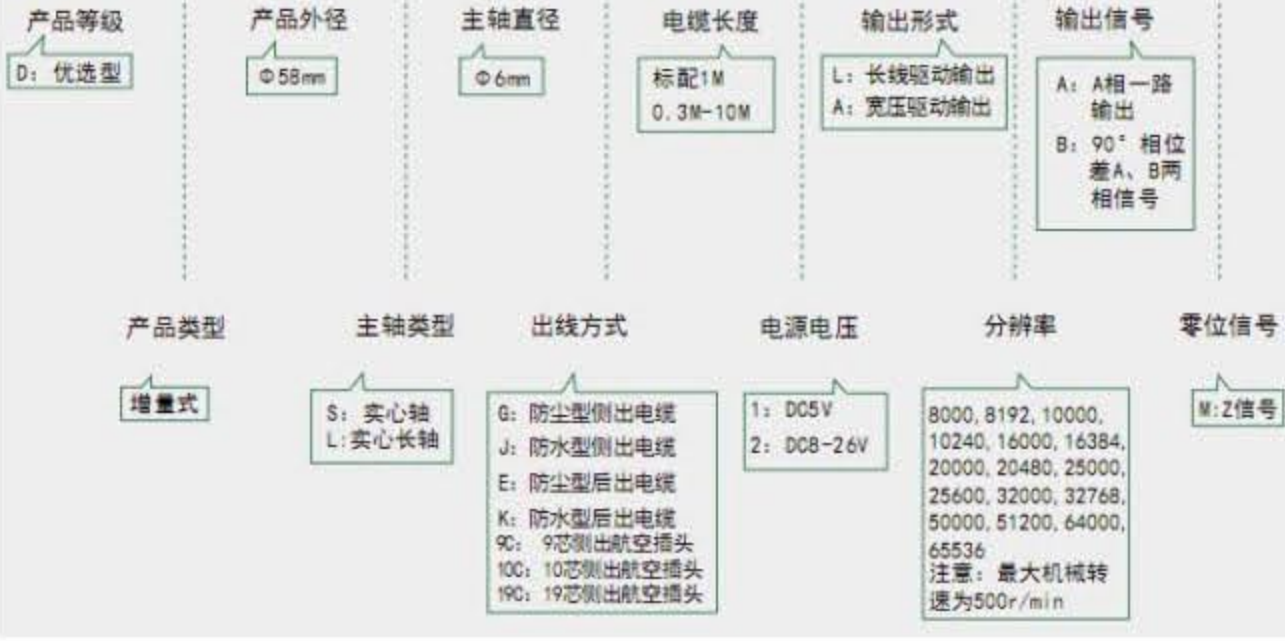 产品等级
产品外径
主轴直径
电缆长度
输出形式
输出信号
D：优选型
Φ58mm
Φ6mm
标配1M
0.3M-10M
L：长线驱动输出
A：宽压驱动输出
A：A相一路
输出
B：90°相位
差A、B两
相信号
产品类型
主轴类型
出线方式
电源电压
分辨率
零位信号
增量式
S：实心轴
L:实心长轴
G：防尘型侧出电缆
J：防水型侧出电缆
E：防尘型后出电缆
K：防水型后出电缆
9C：9芯侧出航空插头
10C：10芯侧出航空插头
19C：19芯侧出航空插头
1：DC5V
2：DC8-26V
8000, 8192, 10000,
10240, 16000, 16384,
20000, 20480, 25000,
25600, 32000, 32768,
50000, 51200, 64000,
65536
注意：最大机械转
速为500r/min
M:Z信号